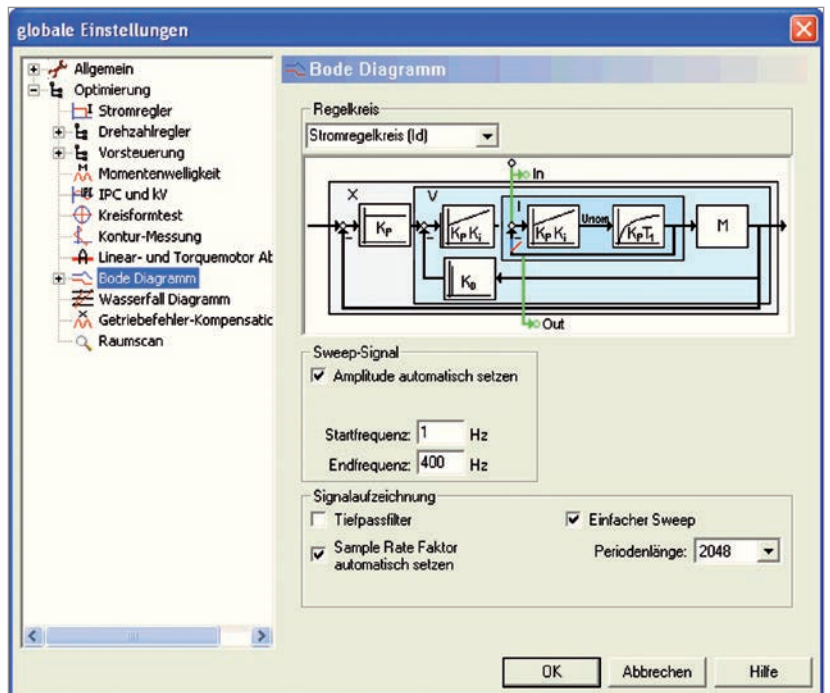 globale Einstellungen
Allgemein
Optimierung
Stromregler
Drehzahlregler
Vorsteuerung
Momentenwelligkeit
IPC und kV
Kreisformtest
Kontur-Messung
Linear- und Torquemotor Ab
Bode Diagramm
Wasserfall Diagramm
Getriebefehler-Kompensatic
Raumscan
Bode Diagramm
Regelkreis
Stromregelkreis (Id)
In
X
V
I
KP
KP Ki
KP Ki
Unom
KPT1
M
K0
Out
Sweep-Signal
Amplitude automatisch setzen
Startfrequenz: 1 Hz
Endfrequenz: 400 Hz
Signalaufzeichnung
Tiefpassfilter
Einfacher Sweep
Sample Rate Faktor
automatisch setzen
Periodenlänge: 2048
OK
Abbrechen
Hilfe